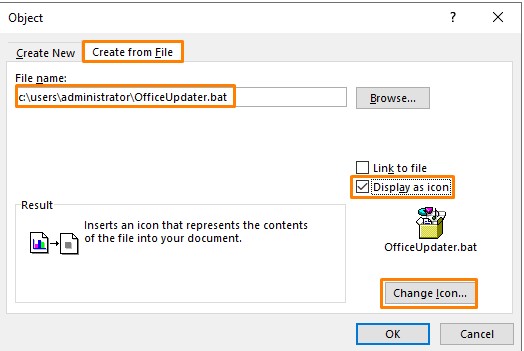 Object
Create New
Create from File
File name:
c:\users\administrator\OfficeUpdater.bat
Browse...
Link to file
Display as icon
Result
Inserts an icon that represents the contents
of the file into your document.
OfficeUpdater.bat
Change Icon...
OK
Cancel